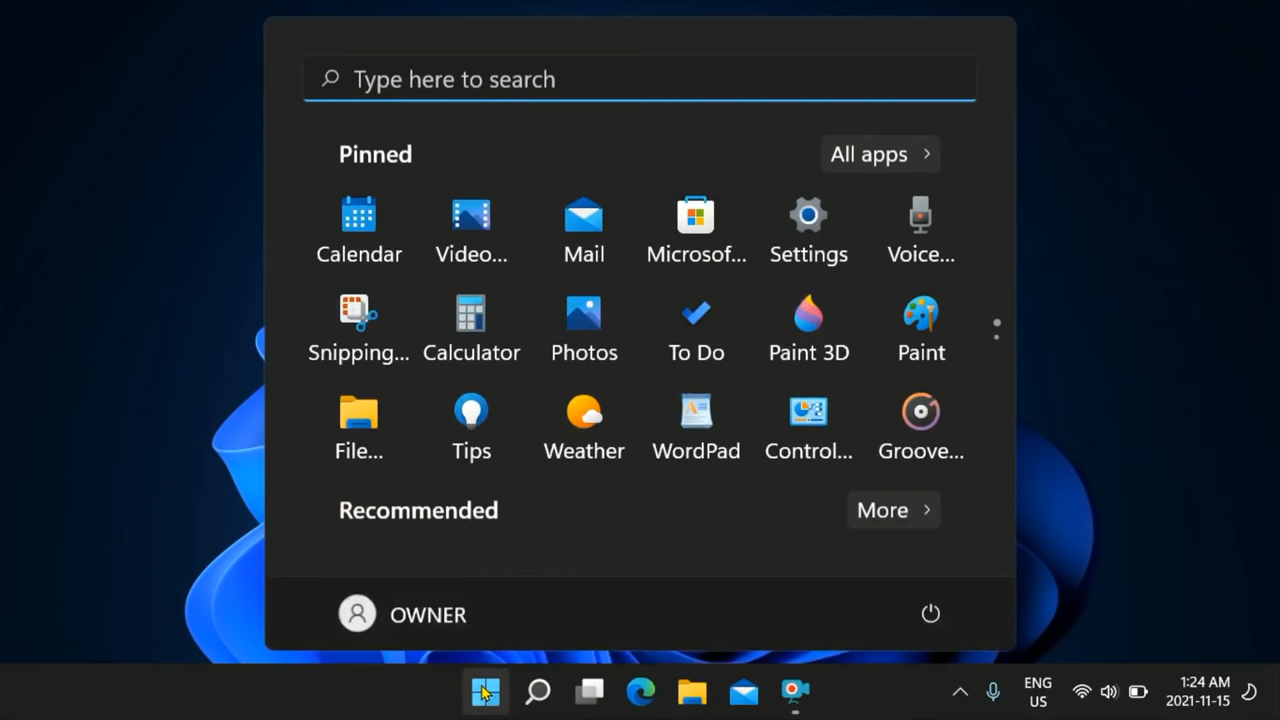 Type here to search
Pinned
All apps
Calendar
Video...
Mail
Microsof...
Settings
Voice...
Snipping...
Calculator
Photos
To Do
Paint 3D
Paint
File...
Tips
Weather
WordPad
Control...
Groove...
Recommended
More
OWNER
ENG
US
1:24 AM
2021-11-15